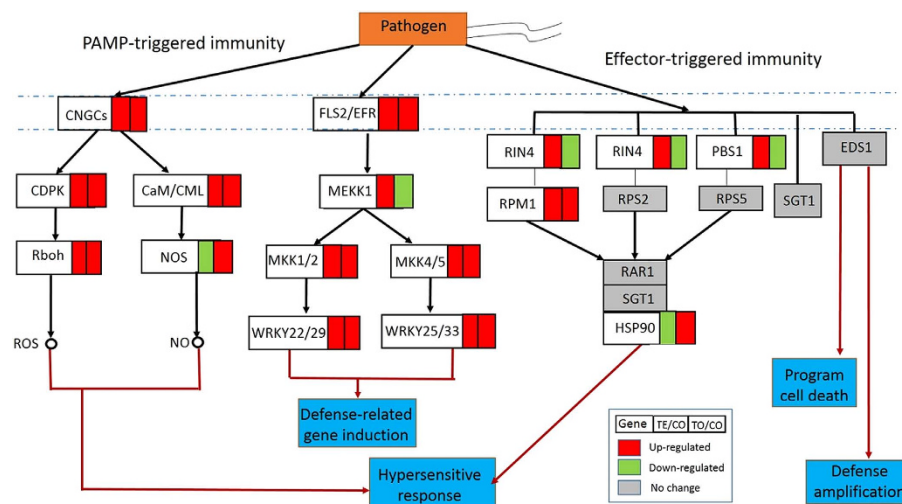 Pathogen
PAMP-triggered immunity
Effector-triggered immunity
CNGCs
FLS2/EFR
RIN4
RIN4
PBS1
EDS1
CDPK
CaM/CML
MEKK1
RPM1
RPS2
RPS5
SGT1
Rboh
NOS
MKK1/2
MKK4/5
RAR1
SGT1
HSP90
WRKY22/29
WRKY25/33
ROS
NO
Program
cell death
Defense-related
gene induction
Hypersensitive
response
Defense
amplification
Gene TE/CO TO/CO
Up-regulated
Down-regulated
No change